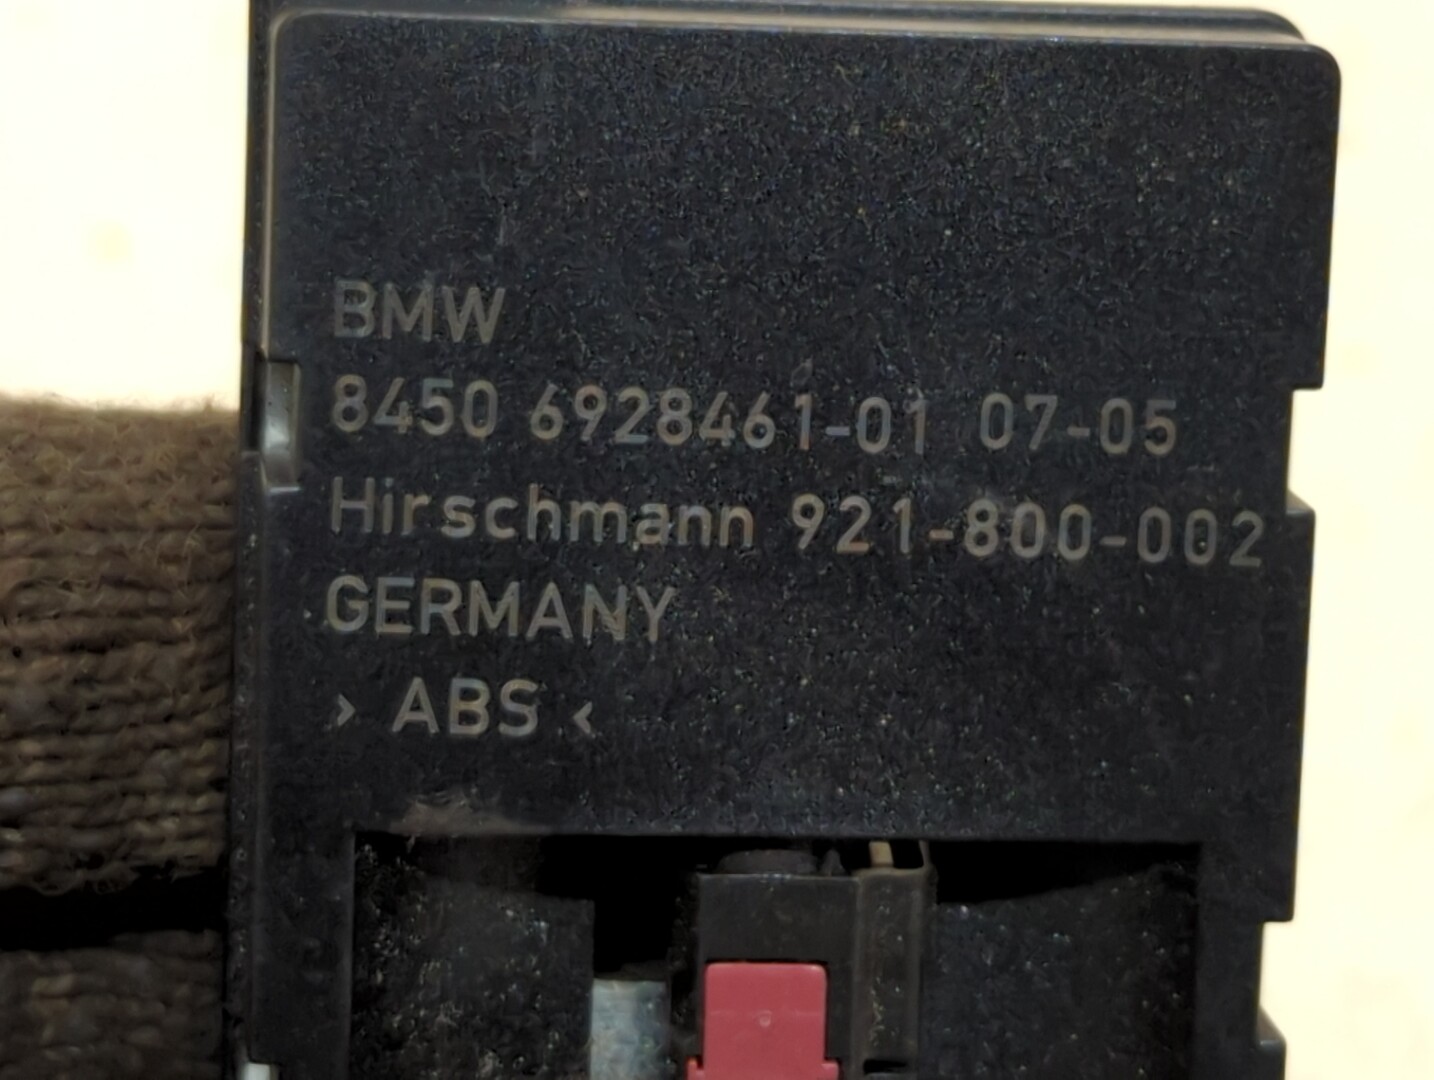 BMW
8450 6928461-01 07-05
Hirschmann 921-800-002
GERMANY
> ABS <